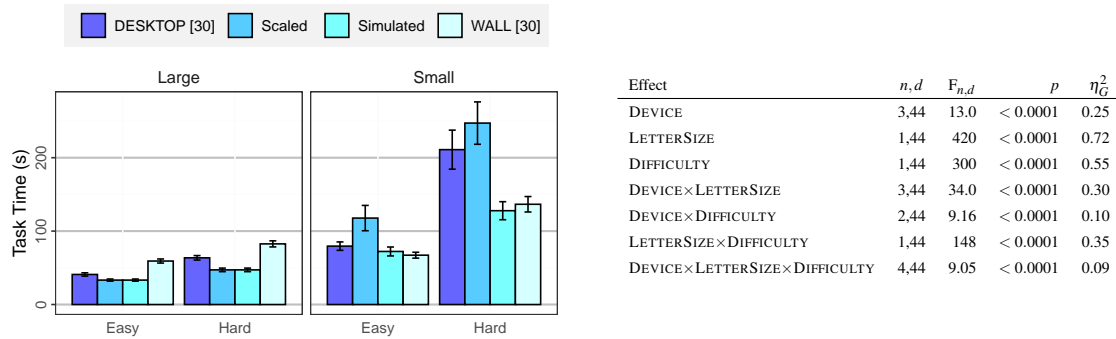 DESKTOP [30] Scaled Simulated WALL [30]
Large Small
Task Time (s)
200
100
0
Easy Hard Easy Hard
Effect n,d F_{n,d} p η²_G
DEVICE 3,44 13.0 < 0.0001 0.25
LETTERSIZE 1,44 420 < 0.0001 0.72
DIFFICULTY 1,44 300 < 0.0001 0.55
DEVICE×LETTERSIZE 3,44 34.0 < 0.0001 0.30
DEVICE×DIFFICULTY 2,44 9.16 < 0.0001 0.10
LETTERSIZE×DIFFICULTY 1,44 148 < 0.0001 0.35
DEVICE×LETTERSIZE×DIFFICULTY 4,44 9.05 < 0.0001 0.09